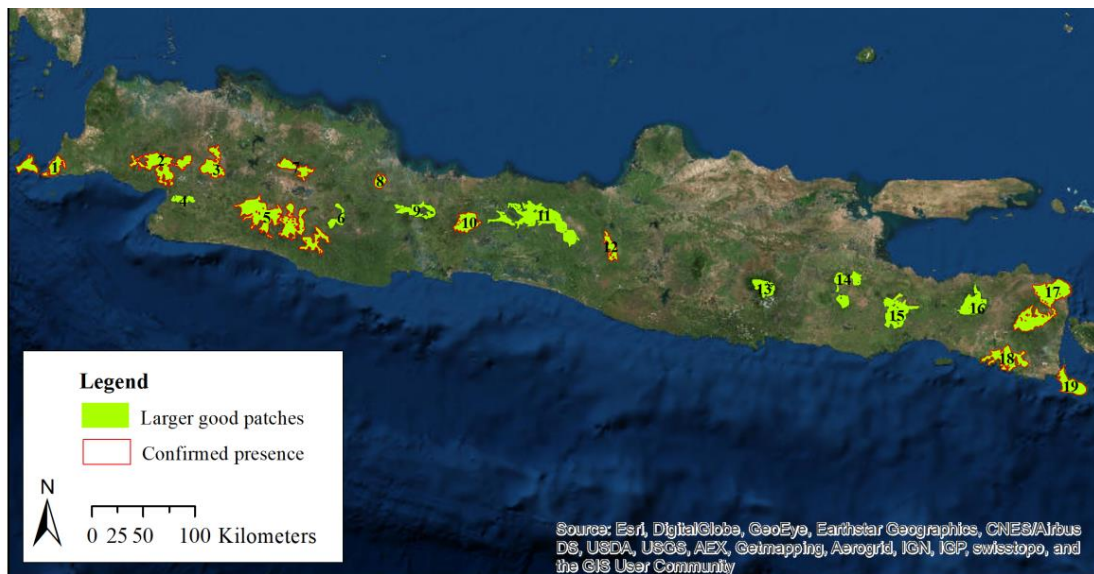 1
2
3
4
5
6
7
8
9
10
11
12
13
14
15
16
17
18
19
Legend
Larger good patches
Confirmed presence
N
0 25 50 100 Kilometers
Source: Esri, DigitalGlobe, GeoEye, Earthstar Geographics, CNES/Airbus
DS, USDA, USGS, AEX, Getmapping, Aerogrid, IGN, IGP, swisstopo, and
the GIS User Community